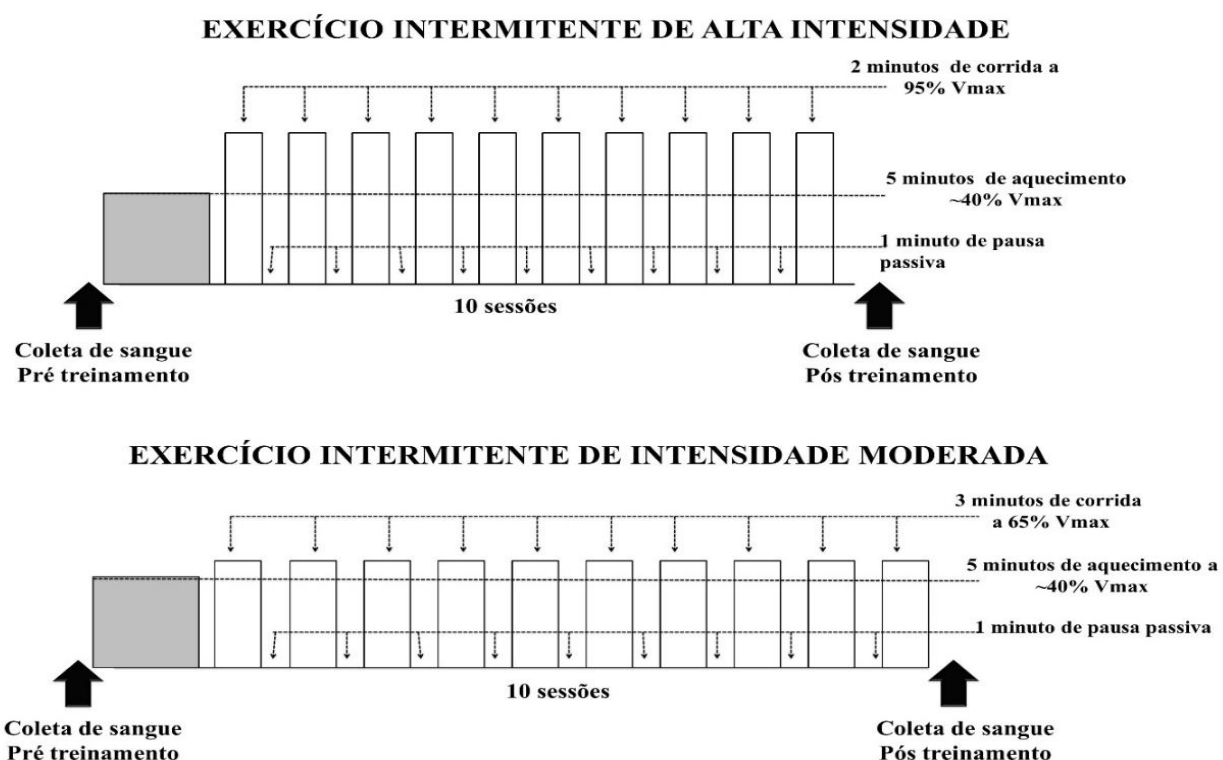 EXERCÍCIO INTERMITENTE DE ALTA INTENSIDADE
2 minutos de corrida a
95% Vmax
5 minutos de aquecimento
~40% Vmax
1 minuto de pausa
passiva
10 sessões
Coleta de sangue
Pré treinamento
Coleta de sangue
Pós treinamento
EXERCÍCIO INTERMITENTE DE INTENSIDADE MODERADA
3 minutos de corrida
a 65% Vmax
5 minutos de aquecimento a
~40% Vmax
1 minuto de pausa passiva
10 sessões
Coleta de sangue
Pré treinamento
Coleta de sangue
Pós treinamento